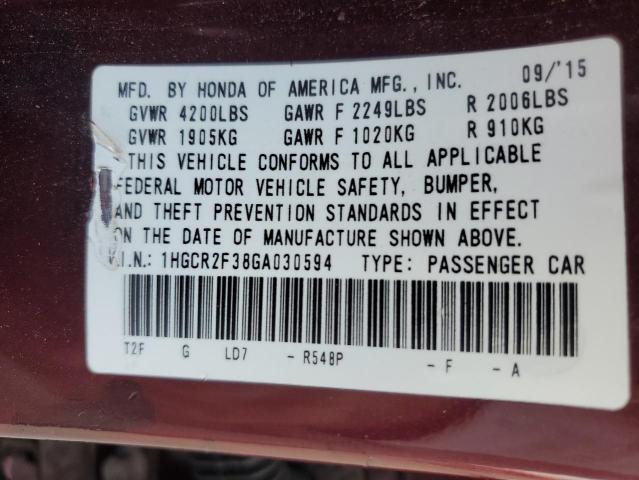 MFD. BY HONDA OF AMERICA MFG., INC. 09/'15
GVWR 4200LBS GAWR F 2249LBS R 2006LBS
GVWR 1905KG GAWR F 1020KG R 910KG
THIS VEHICLE CONFORMS TO ALL APPLICABLE
FEDERAL MOTOR VEHICLE SAFETY, BUMPER,
AND THEFT PREVENTION STANDARDS IN EFFECT
ON THE DATE OF MANUFACTURE SHOWN ABOVE.
V.I.N.: 1HGCR2F38GA030594 TYPE: PASSENGER CAR
T2F G LD7 - R548P - F - A